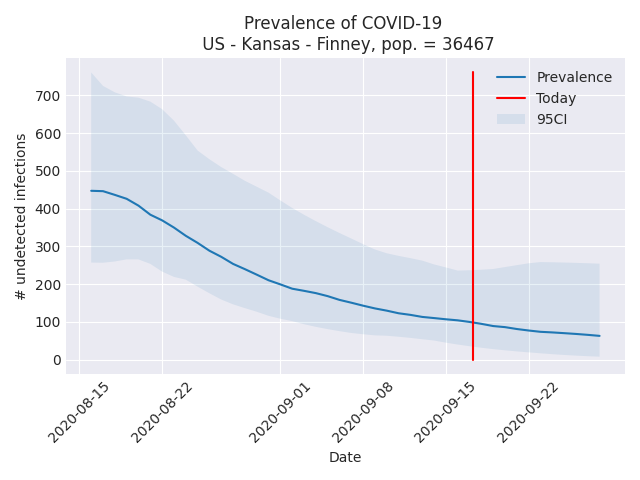 Prevalence of COVID-19
US - Kansas - Finney, pop. = 36467
Prevalence
Today
95CI
700
600
500
400
300
200
100
0
# undetected infections
2020-08-15
2020-08-22
2020-09-01
2020-09-08
2020-09-15
2020-09-22
Date